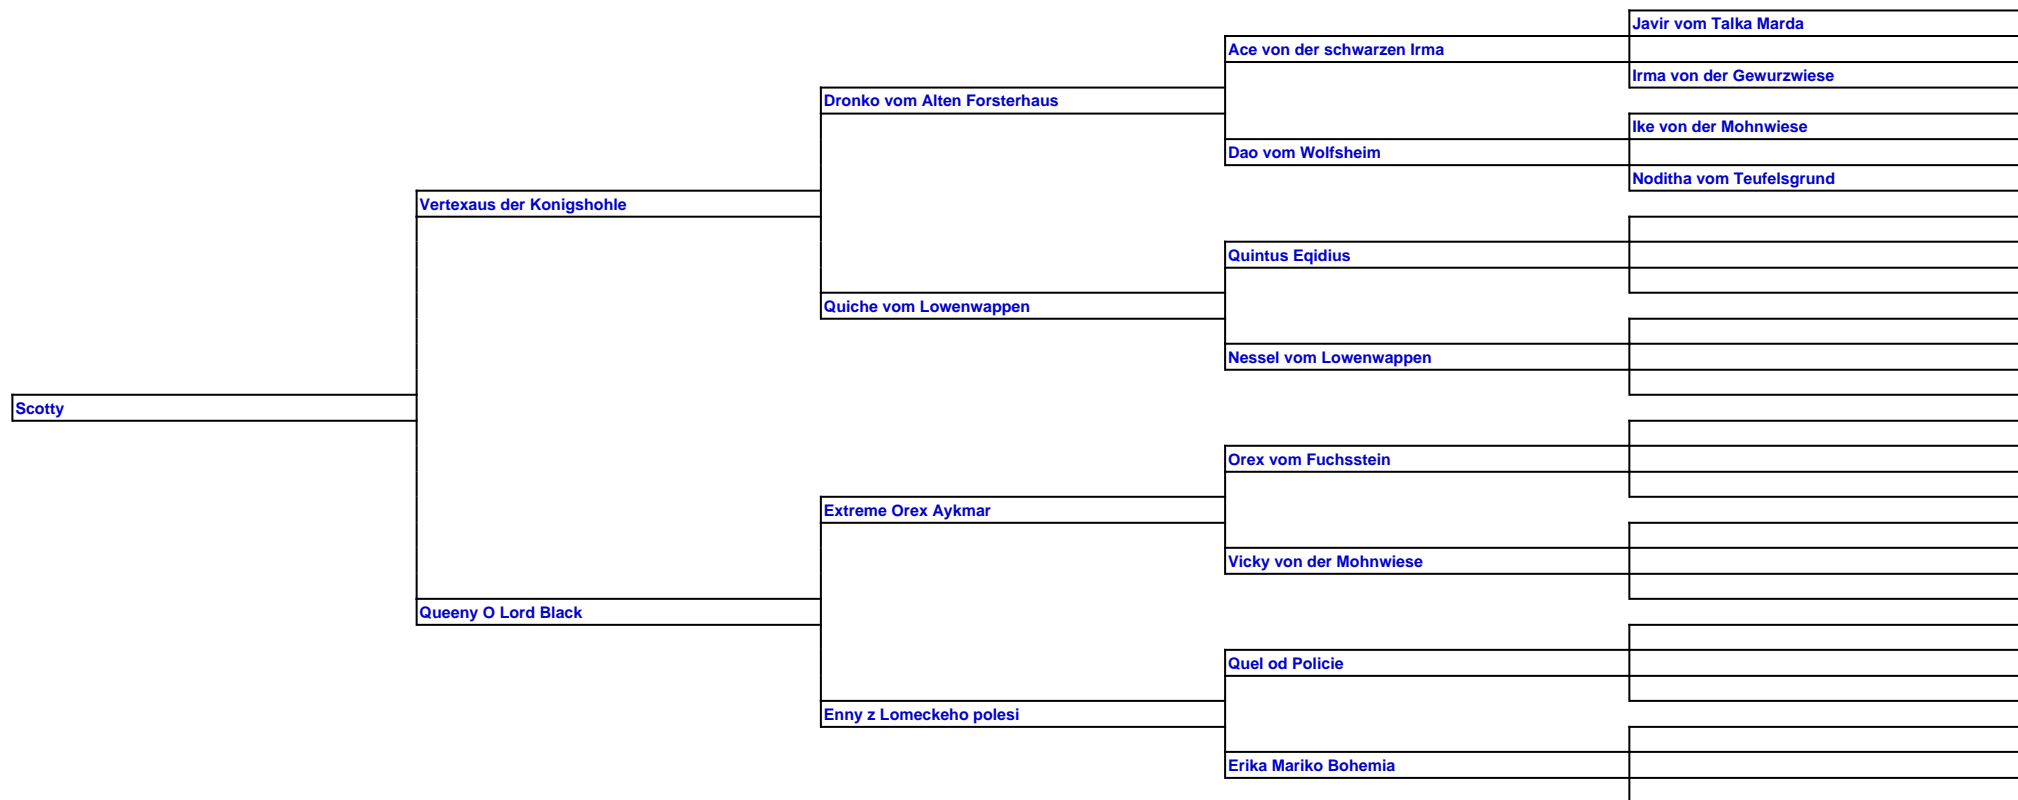 Javir vom Talka Marda
Ace von der schwarzen Irma
Irma von der Gewurzwiese
Dronko vom Alten Forsterhaus
Ike von der Mohnwiese
Dao vom Wolfsheim
Noditha vom Teufelsgrund
Vertexaus der Konigshohle
Quintus Eqidius
Quiche vom Lowenwappen
Nessel vom Lowenwappen
Scotty
Orex vom Fuchsstein
Extreme Orex Aykmar
Vicky von der Mohnwiese
Queeny O Lord Black
Quel od Policie
Enny z Lomeckeho polesi
Erika Mariko Bohemia